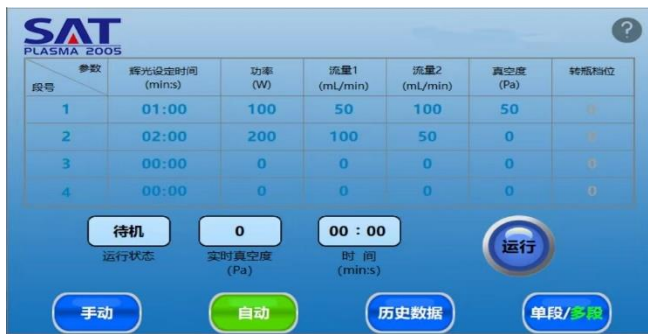 SAT
PLASMA 2005
?
参数 段号 辉光设定时间 (min:s) 功率 (W) 流量1 (mL/min) 流量2 (mL/min) 真空度 (Pa) 转瓶档位
1 01:00 100 50 100 50 0
2 02:00 200 100 50 0 0
3 00:00 0 0 0 0 0
4 00:00 0 0 0 0 0
待机 0 00 : 00
运行状态 实时真空度 (Pa) 时 间 (min:s)
运行
手动 自动 历史数据 单段/多段